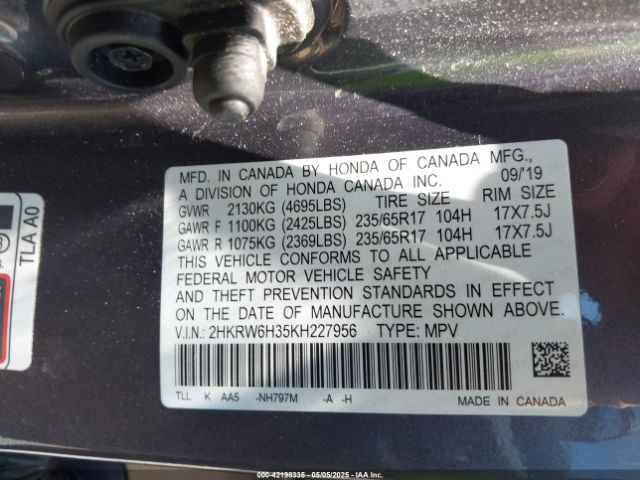 MFD. IN CANADA BY HONDA OF CANADA MFG.,
A DIVISION OF HONDA CANADA INC. 09/'19
GVWR 2130KG (4695LBS) TIRE SIZE RIM SIZE
GAWR F 1100KG (2425LBS) 235/65R17 104H 17X7.5J
GAWR R 1075KG (2369LBS) 235/65R17 104H 17X7.5J
THIS VEHICLE CONFORMS TO ALL APPLICABLE
FEDERAL MOTOR VEHICLE SAFETY
AND THEFT PREVENTION STANDARDS IN EFFECT
ON THE DATE OF MANUFACTURE SHOWN ABOVE.
V.I.N.: 2HKRW6H35KH227956 TYPE: MPV
TLL K AA5 -NH797M -A -H
MADE IN CANADA
TLA A0
000-42198335 - 05/05/2025 - IAA Inc.